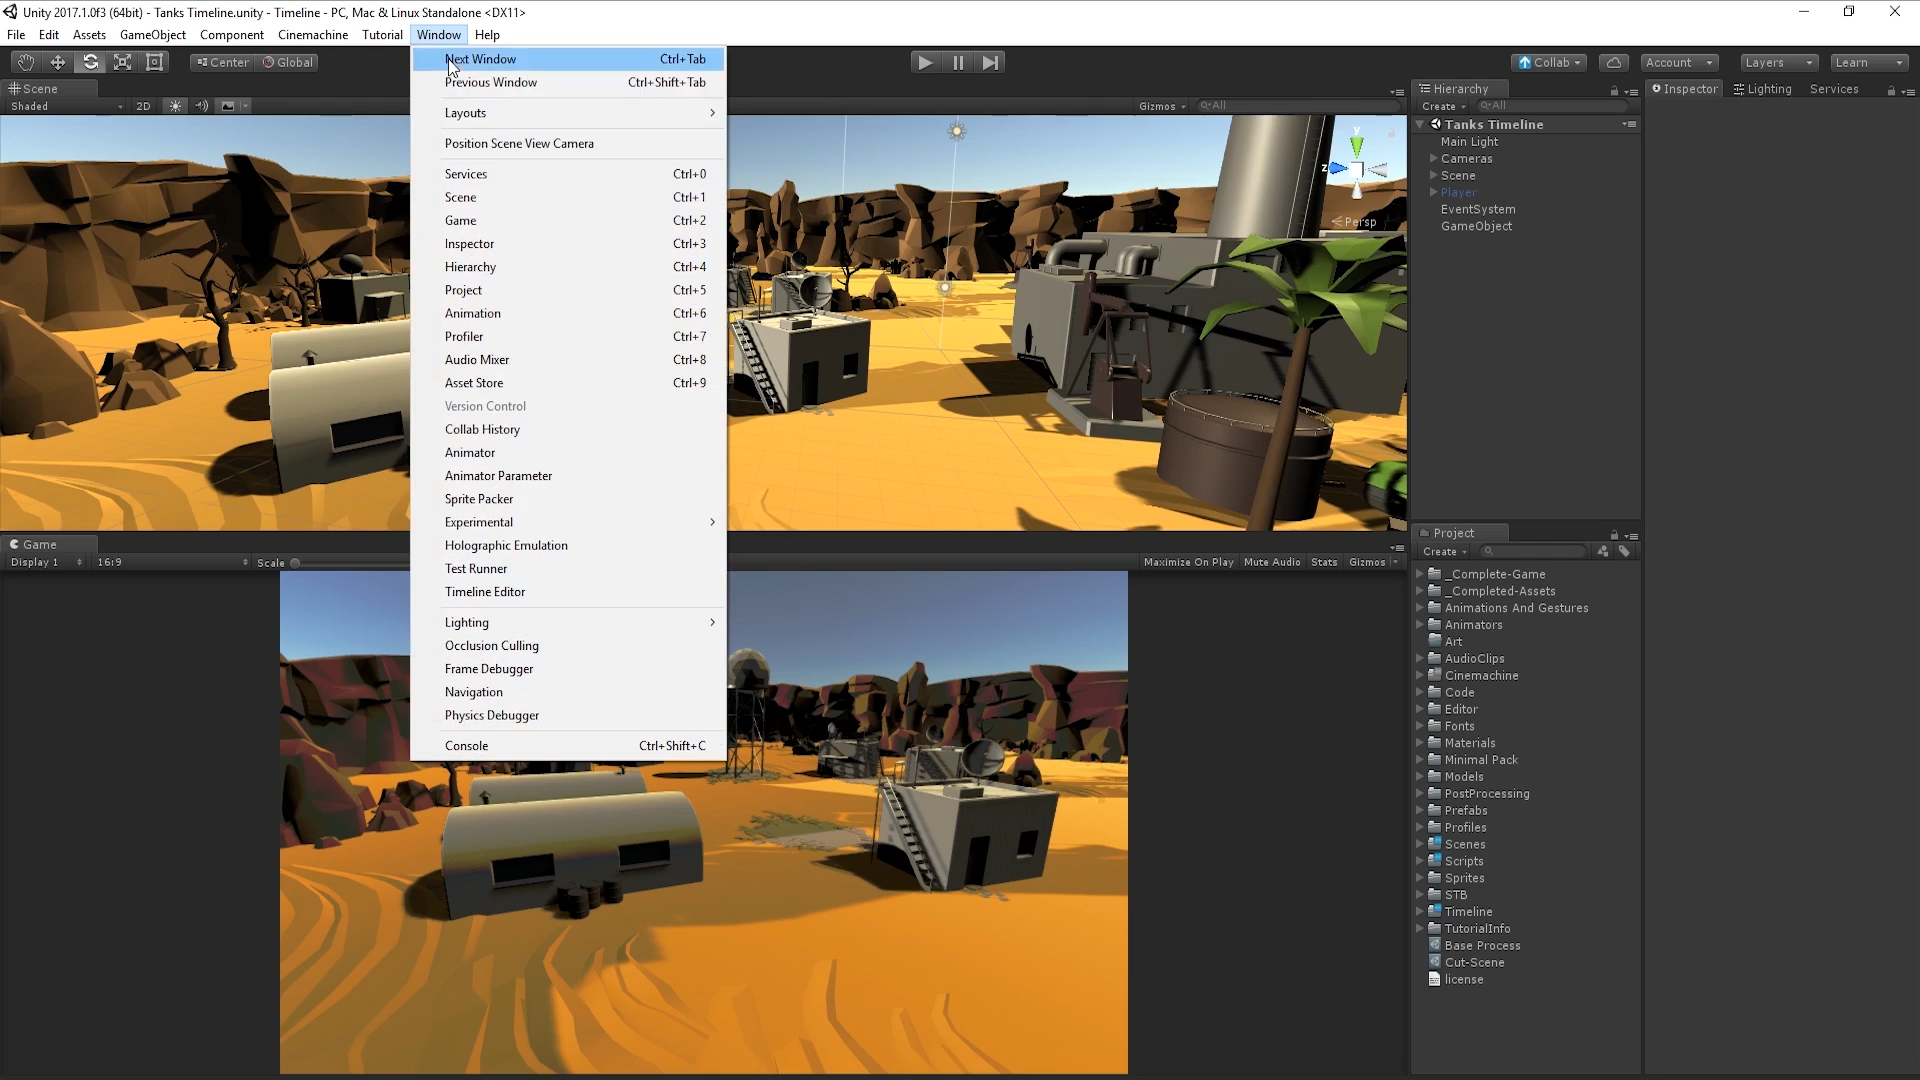 Unity 2017.1.0f3 (64bit) - Tanks Timeline.unity - Timeline - PC, Mac & Linux Standalone <DX11>
File Edit Assets GameObject Component Cinemachine Tutorial Window Help
Center Global Collab Account Layers Learn
Scene
Shaded 2D Gizmos All
Next Window Ctrl+Tab
Previous Window Ctrl+Shift+Tab
Layouts
Position Scene View Camera
Services Ctrl+0
Scene Ctrl+1
Game Ctrl+2
Inspector Ctrl+3
Hierarchy Ctrl+4
Project Ctrl+5
Animation Ctrl+6
Profiler Ctrl+7
Audio Mixer Ctrl+8
Asset Store Ctrl+9
Version Control
Collab History
Animator
Animator Parameter
Sprite Packer
Experimental
Holographic Emulation
Test Runner
Timeline Editor
Lighting
Occlusion Culling
Frame Debugger
Navigation
Physics Debugger
Console Ctrl+Shift+C
y
z
Persp
Game
Display 1 16:9 Scale Maximize On Play Mute Audio Stats Gizmos
Hierarchy
Create All
Tanks Timeline
Main Light
Cameras
Scene
Player
EventSystem
GameObject
Project
Create
_Complete-Game
_Completed-Assets
Animations And Gestures
Animators
Art
AudioClips
Cinemachine
Code
Editor
Fonts
Materials
Minimal Pack
Models
PostProcessing
Prefabs
Profiles
Scenes
Scripts
Sprites
STB
Timeline
TutorialInfo
Base Process
Cut-Scene
license
Inspector Lighting Services